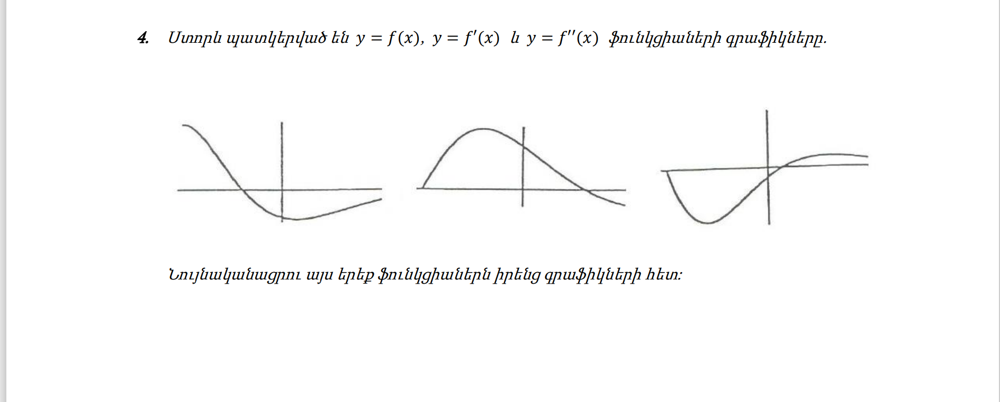 4. Ստորև պատկերված են y = f(x), y = f′(x) և y = f″(x) ֆունկցիաների գրաֆիկները.
Նույնականացրու այս երեք ֆունկցիաներն իրենց գրաֆիկների հետ: